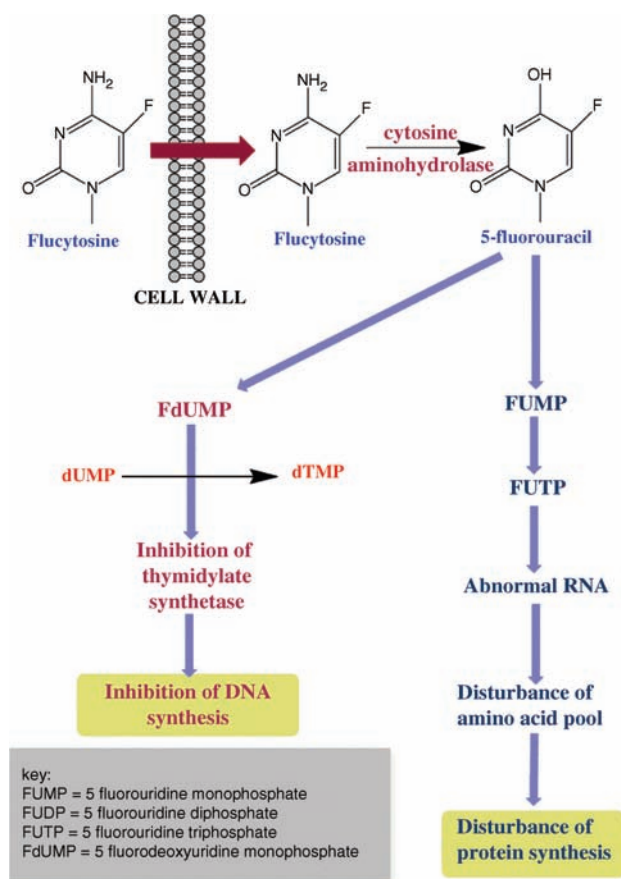 NH2
F
N
O
N
Flucytosine
CELL WALL
NH2
F
N
O
N
Flucytosine
cytosine
aminohydrolase
OH
F
N
O
N
5-fluorouracil
FdUMP
dUMP
dTMP
Inhibition of
thymidylate
synthetase
Inhibition of DNA
synthesis
FUMP
FUTP
Abnormal RNA
Disturbance of
amino acid pool
Disturbance of
protein synthesis
key:
FUMP = 5 fluorouridine monophosphate
FUDP = 5 fluorouridine diphosphate
FUTP = 5 fluorouridine triphosphate
FdUMP = 5 fluorodeoxyuridine monophosphate